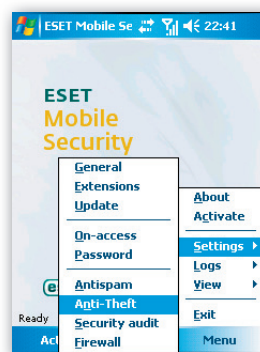 ESET Mobile Se 22:41
ESET
Mobile
Security
General
Extensions
Update
On-access
Password
Antispam
Anti-Theft
Security audit
Firewall
About
Activate
Settings
Logs
View
Exit
Ready
Menu